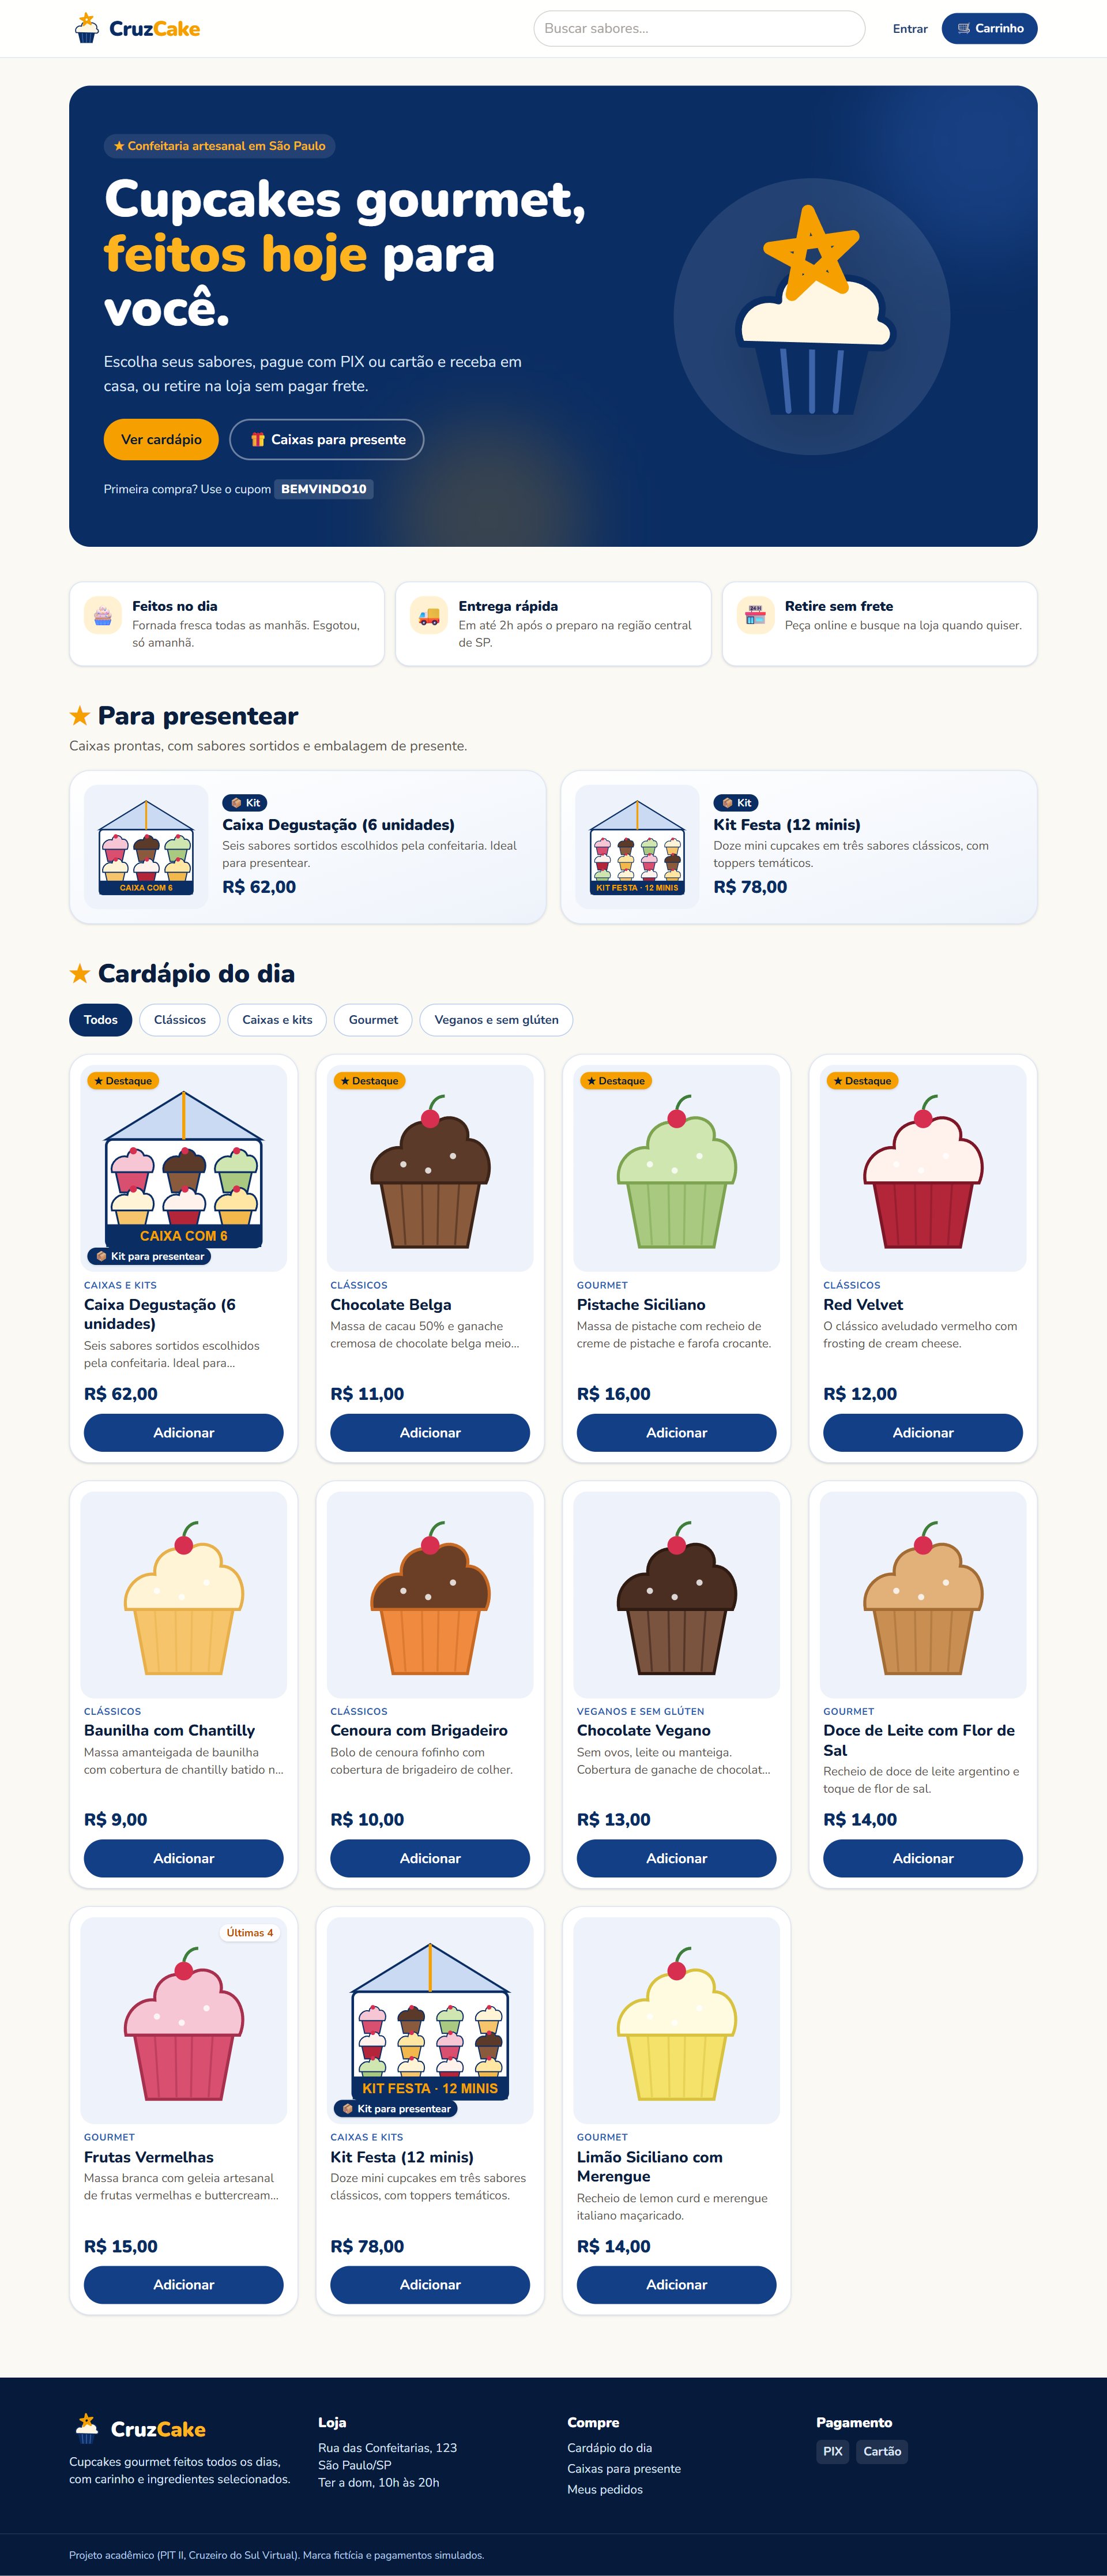 CruzCake
Buscar sabores...
Entrar
Carrinho
★ Confeitaria artesanal em São Paulo
Cupcakes gourmet,
feitos hoje para
você.
Escolha seus sabores, pague com PIX ou cartão e receba em
casa, ou retire na loja sem pagar frete.
Ver cardápio
Caixas para presente
Primeira compra? Use o cupom BEMVINDO10
Feitos no dia
Fornada fresca todas as manhãs. Esgotou,
só amanhã.
Entrega rápida
Em até 2h após o preparo na região central
de SP.
Retire sem frete
Peça online e busque na loja quando quiser.
★ Para presentear
Caixas prontas, com sabores sortidos e embalagem de presente.
CAIXA COM 6
Kit
Caixa Degustação (6 unidades)
Seis sabores sortidos escolhidos pela confeitaria. Ideal
para presentear.
R$ 62,00
KIT FESTA · 12 MINIS
Kit
Kit Festa (12 minis)
Doze mini cupcakes em três sabores clássicos, com
toppers temáticos.
R$ 78,00
★ Cardápio do dia
Todos
Clássicos
Caixas e kits
Gourmet
Veganos e sem glúten
★ Destaque
CAIXA COM 6
Kit para presentear
CAIXAS E KITS
Caixa Degustação (6
unidades)
Seis sabores sortidos escolhidos
pela confeitaria. Ideal para...
R$ 62,00
Adicionar
★ Destaque
CLÁSSICOS
Chocolate Belga
Massa de cacau 50% e ganache
cremosa de chocolate belga meio...
R$ 11,00
Adicionar
★ Destaque
GOURMET
Pistache Siciliano
Massa de pistache com recheio de
creme de pistache e farofa crocante.
R$ 16,00
Adicionar
★ Destaque
CLÁSSICOS
Red Velvet
O clássico aveludado vermelho com
frosting de cream cheese.
R$ 12,00
Adicionar
CLÁSSICOS
Baunilha com Chantilly
Massa amanteigada de baunilha
com cobertura de chantilly batido n...
R$ 9,00
Adicionar
CLÁSSICOS
Cenoura com Brigadeiro
Bolo de cenoura fofinho com
cobertura de brigadeiro de colher.
R$ 10,00
Adicionar
VEGANOS E SEM GLÚTEN
Chocolate Vegano
Sem ovos, leite ou manteiga.
Cobertura de ganache de chocolat...
R$ 13,00
Adicionar
GOURMET
Doce de Leite com Flor de
Sal
Recheio de doce de leite argentino e
toque de flor de sal.
R$ 14,00
Adicionar
Últimas 4
GOURMET
Frutas Vermelhas
Massa branca com geleia artesanal
de frutas vermelhas e buttercream...
R$ 15,00
Adicionar
KIT FESTA · 12 MINIS
Kit para presentear
CAIXAS E KITS
Kit Festa (12 minis)
Doze mini cupcakes em três sabores
clássicos, com toppers temáticos.
R$ 78,00
Adicionar
GOURMET
Limão Siciliano com
Merengue
Recheio de lemon curd e merengue
italiano maçaricado.
R$ 14,00
Adicionar
CruzCake
Cupcakes gourmet feitos todos os dias,
com carinho e ingredientes selecionados.
Loja
Rua das Confeitarias, 123
São Paulo/SP
Ter a dom, 10h às 20h
Compre
Cardápio do dia
Caixas para presente
Meus pedidos
Pagamento
PIX
Cartão
Projeto acadêmico (PIT II, Cruzeiro do Sul Virtual). Marca fictícia e pagamentos simulados.